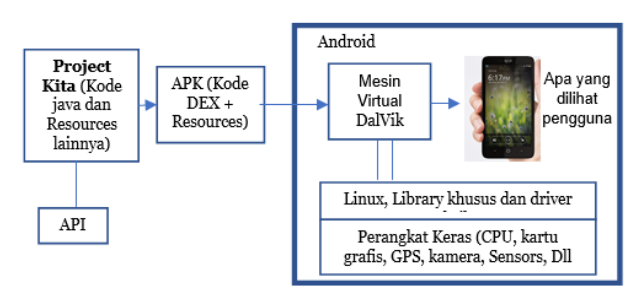 Project
Kita (Kode
java dan
Resources
lainnya)
API
APK (Kode
DEX +
Resources)
Android
Mesin
Virtual
DalVik
Apa yang
dilihat
pengguna
Linux, Library khusus dan driver
Perangkat Keras (CPU, kartu
grafis, GPS, kamera, Sensors, Dll